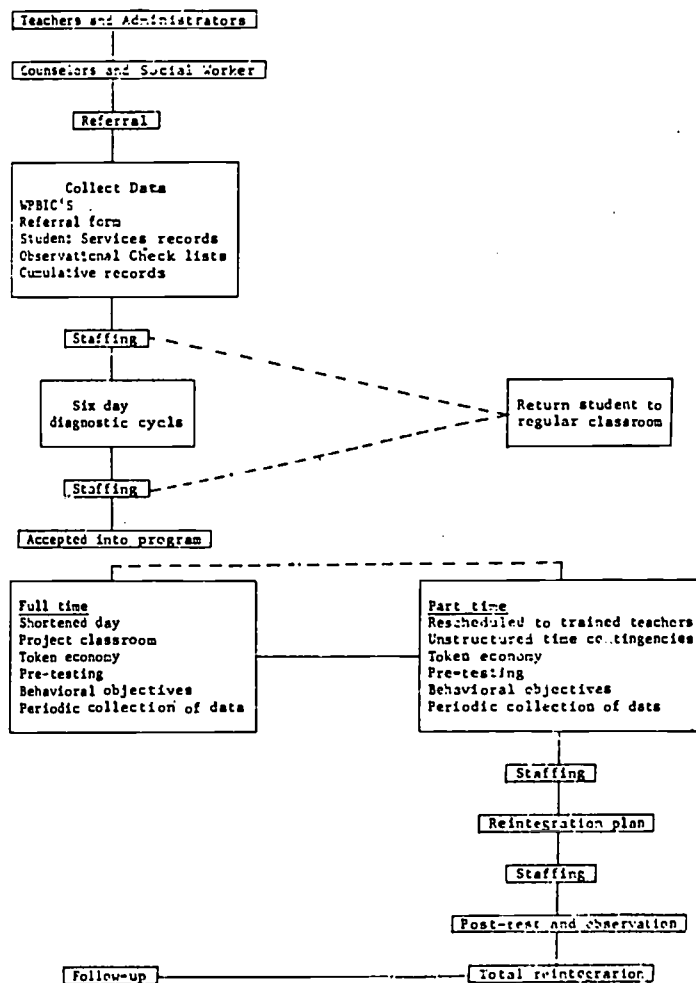 Teachers and Administrators
Counselors and Social Worker
Referral
Collect Data
WPBIC'S
Referral form
Student Services records
Observational Check lists
Cumulative records
Staffing
Six day
diagnostic cycle
Return student to
regular classroom
Staffing
Accepted into program
Full time
Shortened day
Project classroom
Token economy
Pre-testing
Behavioral objectives
Periodic collection of data
Part time
Rescheduled to trained teachers
Unstructured time contingencies
Token economy
Pre-testing
Behavioral objectives
Periodic collection of data
Staffing
Reintegration plan
Staffing
Post-test and observation
Follow-up
Total reintegration